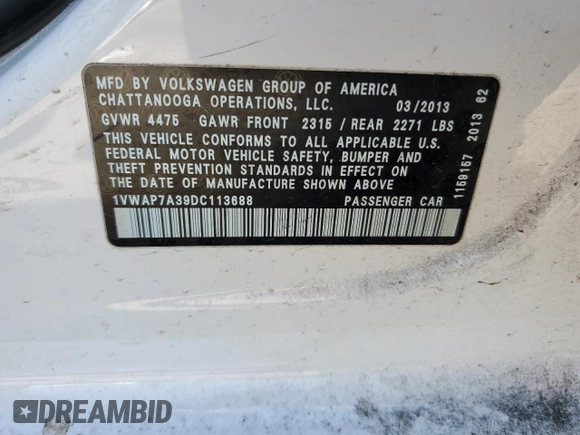 MFD BY VOLKSWAGEN GROUP OF AMERICA
CHATTANOOGA OPERATIONS, LLC. 03/2013
GVWR 4475 GAWR FRONT 2315 / REAR 2271 LBS
THIS VEHICLE CONFORMS TO ALL APPLICABLE U.S.
FEDERAL MOTOR VEHICLE SAFETY, BUMPER AND
THEFT PREVENTION STANDARDS IN EFFECT ON
THE DATE OF MANUFACTURE SHOWN ABOVE.
1VWAP7A39DC113688 PASSENGER CAR
1159157 2013 62
DREAMBID